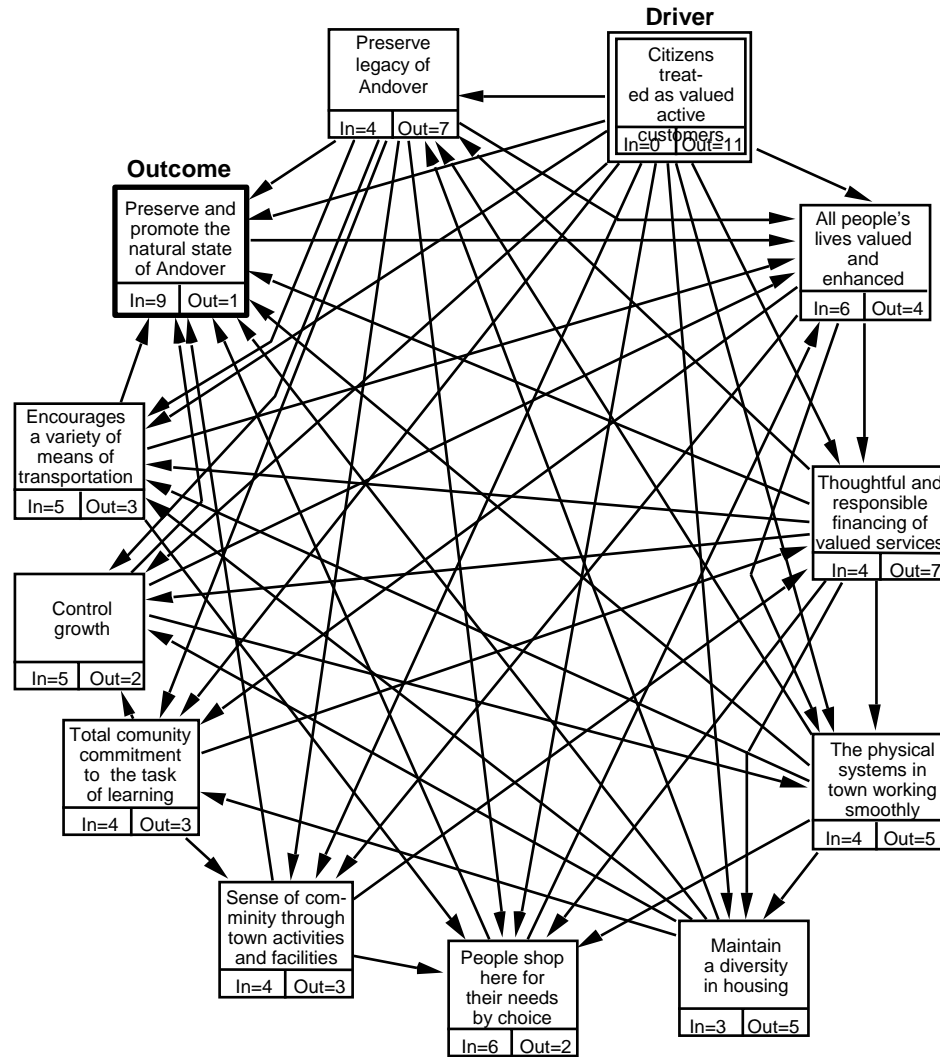 Driver
Preserve
legacy of
Andover
In=4 Out=7
Citizens
treat-
ed as valued
active
customers
In=0 Out=11
Outcome
Preserve and
promote the
natural state
of Andover
In=9 Out=1
All people's
lives valued
and
enhanced
In=6 Out=4
Encourages
a variety of
means of
transportation
In=5 Out=3
Thoughtful and
responsible
financing of
valued services
In=4 Out=7
Control
growth
In=5 Out=2
Total comunity
commitment
to the task
of learning
In=4 Out=3
The physical
systems in
town working
smoothly
In=4 Out=5
Sense of com-
minity through
town activities
and facilities
In=4 Out=3
People shop
here for
their needs
by choice
In=6 Out=2
Maintain
a diversity
in housing
In=3 Out=5